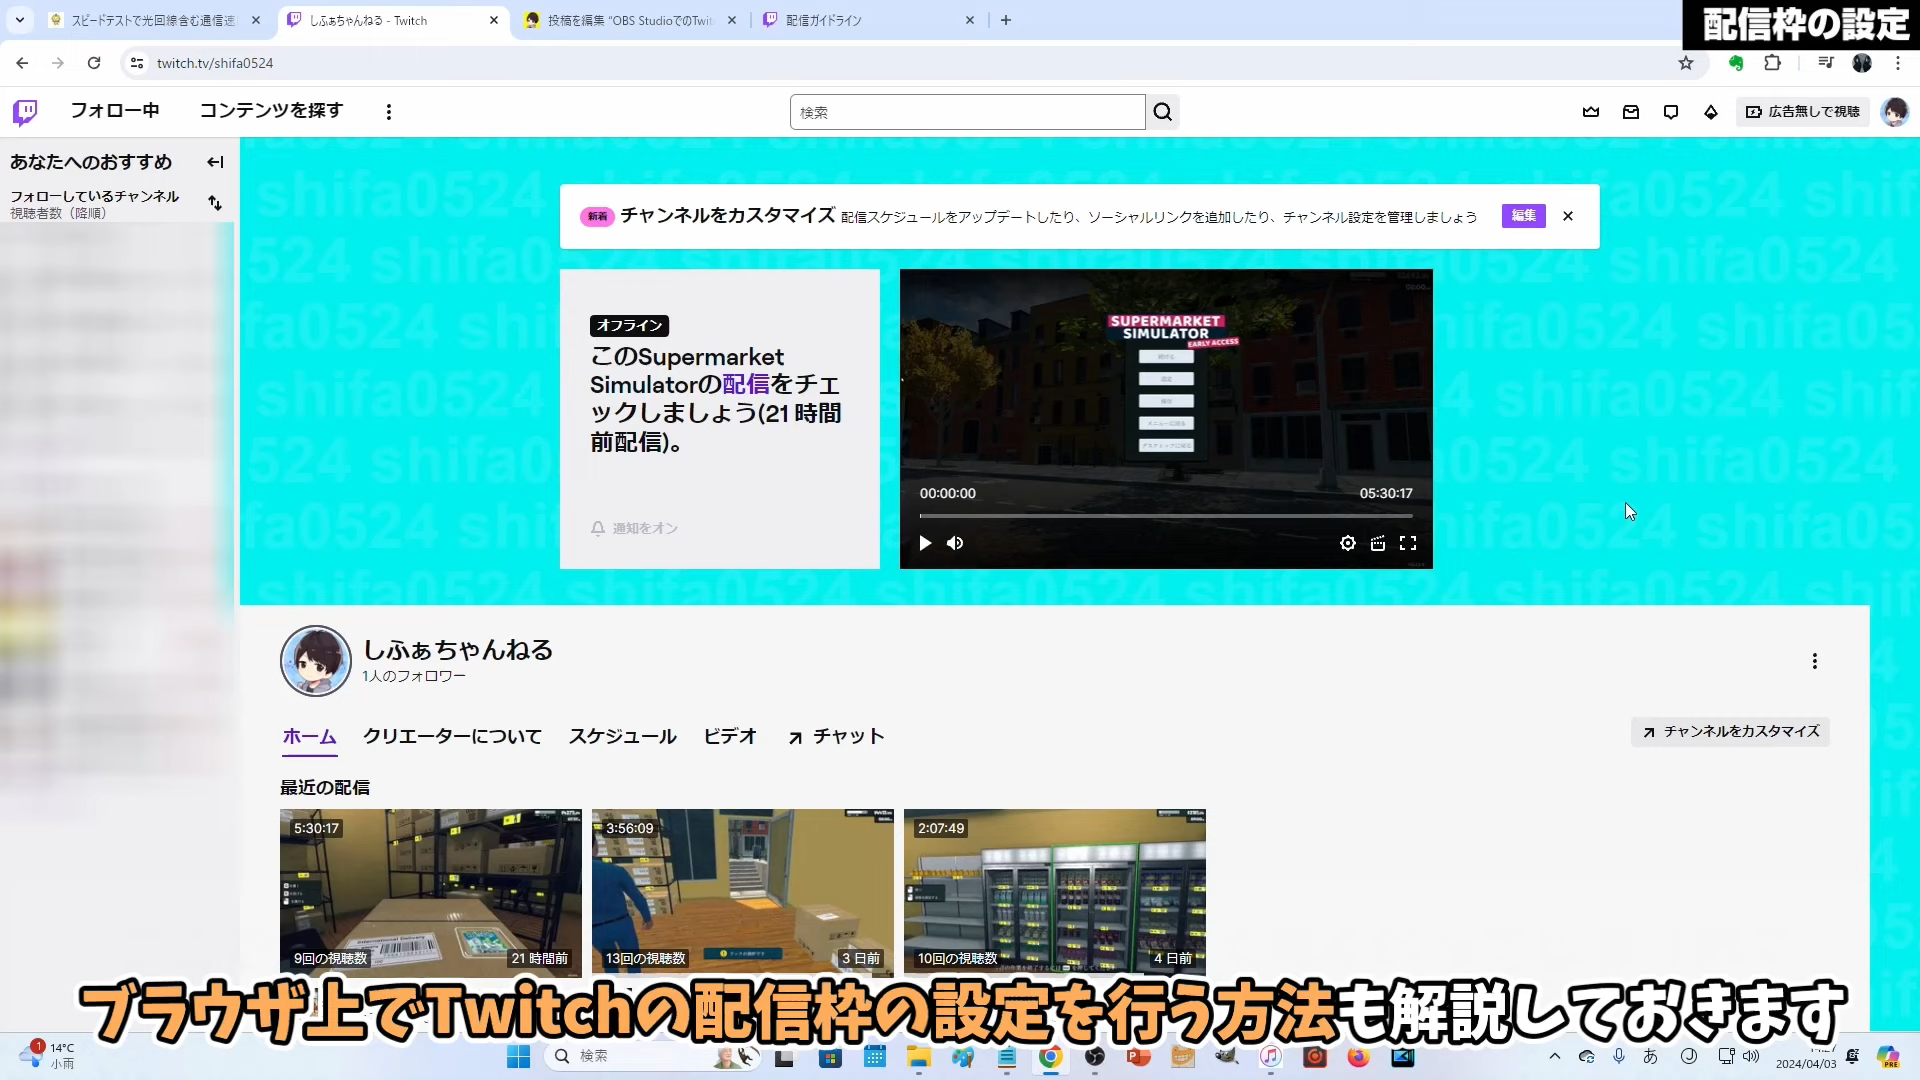 スピードテストで光回線含む通信速
しふぁちゃんねる - Twitch
投稿を編集 "OBS StudioでのTwit
配信ガイドライン
配信枠の設定
twitch.tv/shifa0524
フォロー中
コンテンツを探す
検索
広告無しで視聴
あなたへのおすすめ
フォローしているチャンネル
視聴者数（降順）
新着 チャンネルをカスタマイズ 配信スケジュールをアップデートしたり、ソーシャルリンクを追加したり、チャンネル設定を管理しましょう
編集
オフライン
このSupermarket
Simulatorの配信をチェ
ックしましょう(21 時間
前配信)。
通知をオン
SUPERMARKET
SIMULATOR
EARLY ACCESS
00:00:00
05:30:17
しふぁちゃんねる
1人のフォロワー
ホーム
クリエーターについて
スケジュール
ビデオ
チャット
チャンネルをカスタマイズ
最近の配信
5:30:17
9回の視聴数
21 時間前
3:56:09
13回の視聴数
3 日前
2:07:49
10回の視聴数
4 日前
ブラウザ上でTwitchの配信枠の設定を行う方法も解説しておきます
1
14°C
小雨
検索
あ
2024/04/03